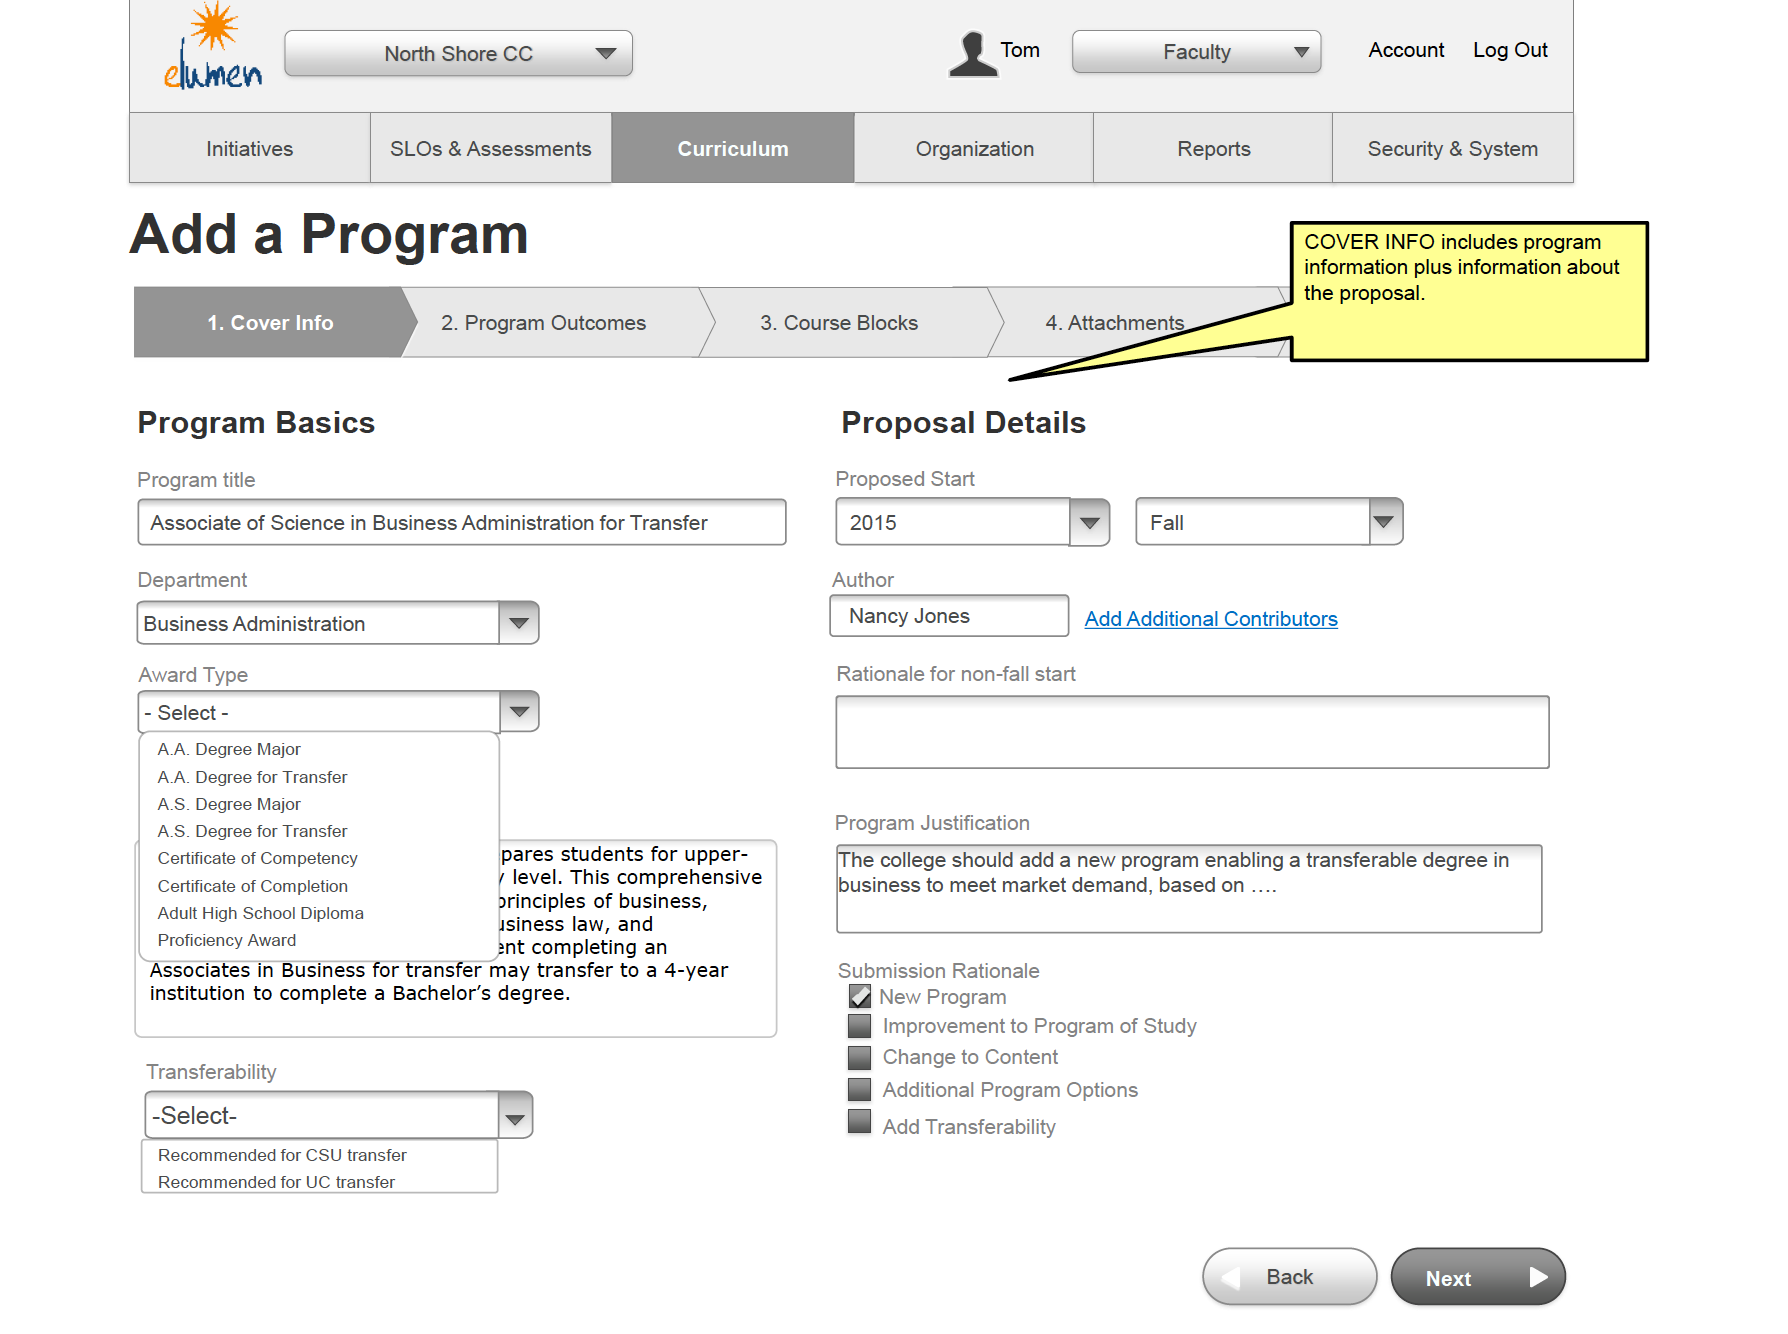 elumen
North Shore CC
Tom
Faculty
Account
Log Out
Initiatives
SLOs & Assessments
Curriculum
Organization
Reports
Security & System
Add a Program
COVER INFO includes program
information plus information about
the proposal.
1. Cover Info
2. Program Outcomes
3. Course Blocks
4. Attachments
Program Basics
Program title
Associate of Science in Business Administration for Transfer
Department
Business Administration
Award Type
- Select -
A.A. Degree Major
A.A. Degree for Transfer
A.S. Degree Major
A.S. Degree for Transfer
Certificate of Competency
Certificate of Completion
Adult High School Diploma
Proficiency Award
pares students for upper-
level. This comprehensive
principles of business,
usiness law, and
ent completing an
Associates in Business for transfer may transfer to a 4-year
institution to complete a Bachelor’s degree.
Transferability
-Select-
Recommended for CSU transfer
Recommended for UC transfer
Proposal Details
Proposed Start
2015
Fall
Author
Nancy Jones
Add Additional Contributors
Rationale for non-fall start
Program Justification
The college should add a new program enabling a transferable degree in
business to meet market demand, based on ….
Submission Rationale
New Program
Improvement to Program of Study
Change to Content
Additional Program Options
Add Transferability
Back
Next